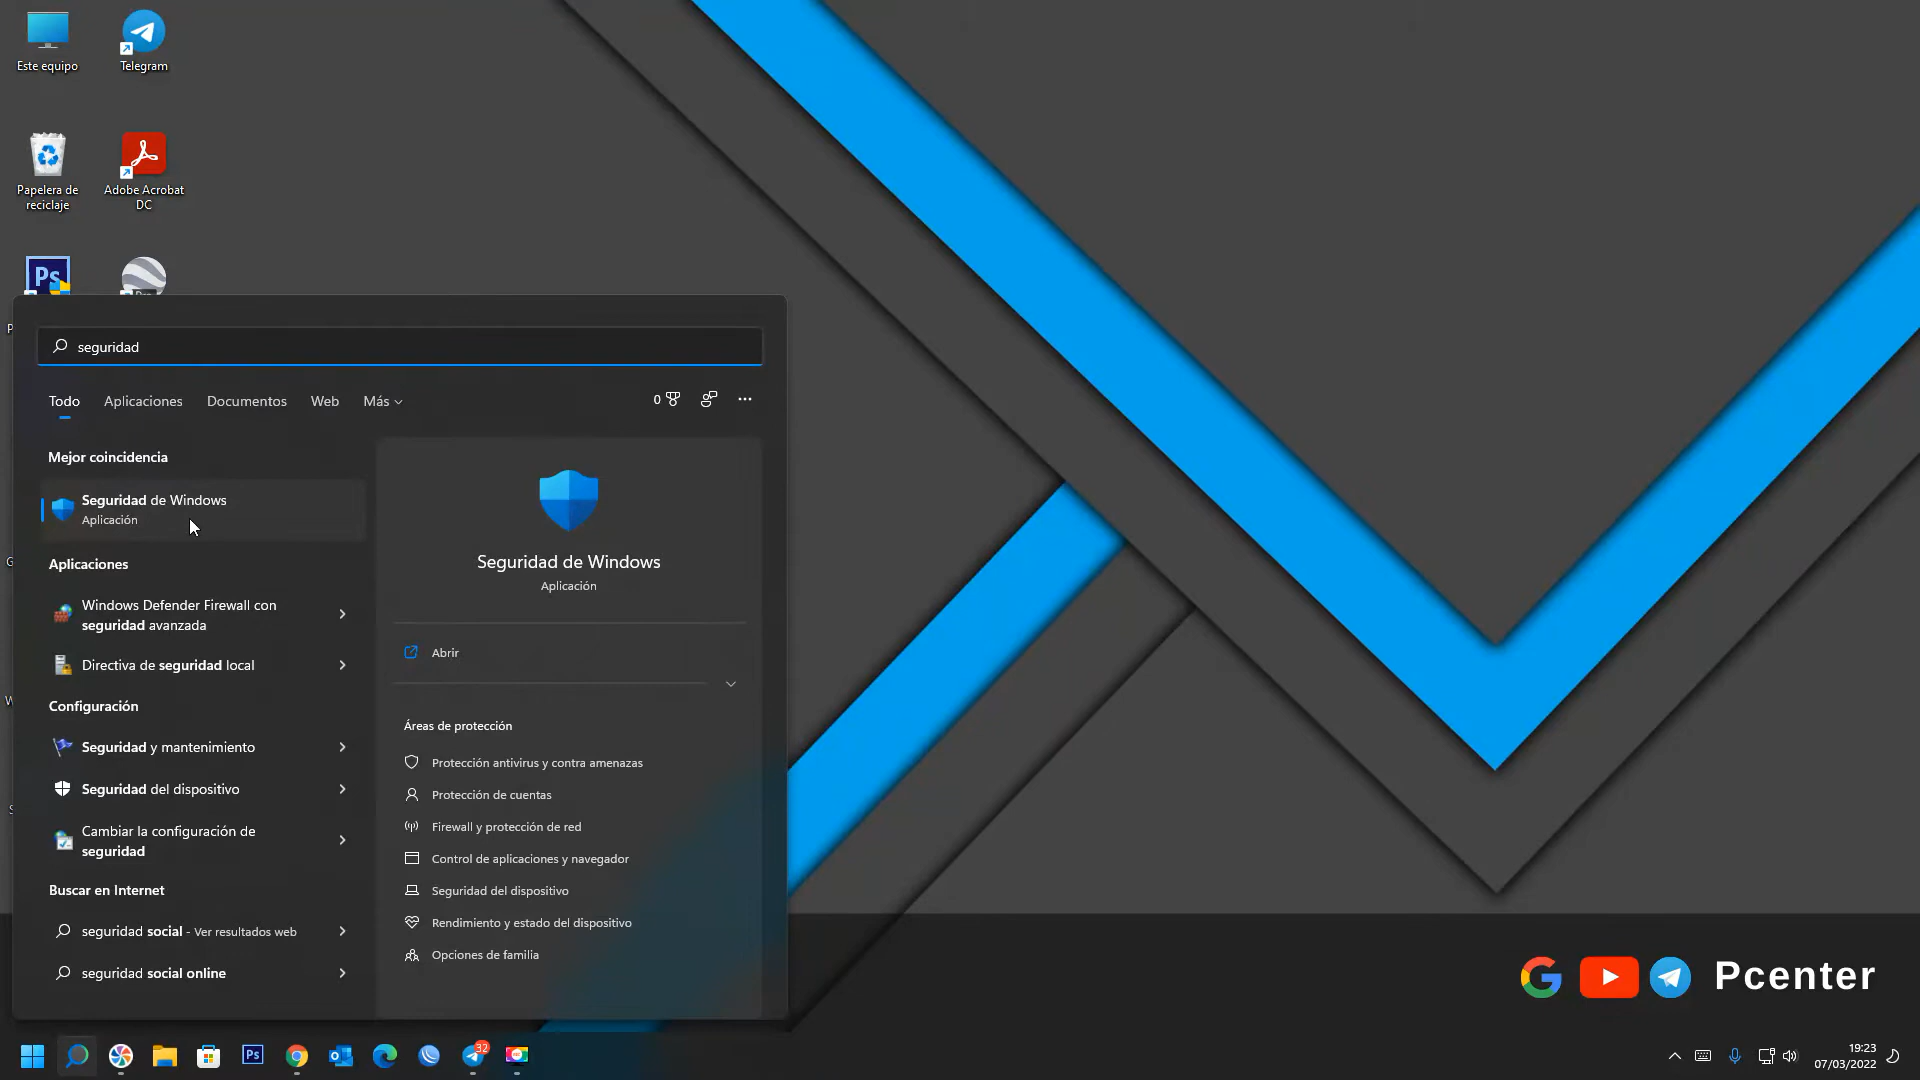 Este equipo
Telegram
Papelera de
reciclaje
Adobe Acrobat
DC
Ps
seguridad
Todo
Aplicaciones
Documentos
Web
Más
0
Mejor coincidencia
Seguridad de Windows
Aplicación
Aplicaciones
Windows Defender Firewall con
seguridad avanzada
Directiva de seguridad local
Configuración
Seguridad y mantenimiento
Seguridad del dispositivo
Cambiar la configuración de
seguridad
Buscar en Internet
seguridad social - Ver resultados web
seguridad social online
Seguridad de Windows
Aplicación
Abrir
Áreas de protección
Protección antivirus y contra amenazas
Protección de cuentas
Firewall y protección de red
Control de aplicaciones y navegador
Seguridad del dispositivo
Rendimiento y estado del dispositivo
Opciones de familia
Pcenter
Ps
32
19:23
07/03/2022